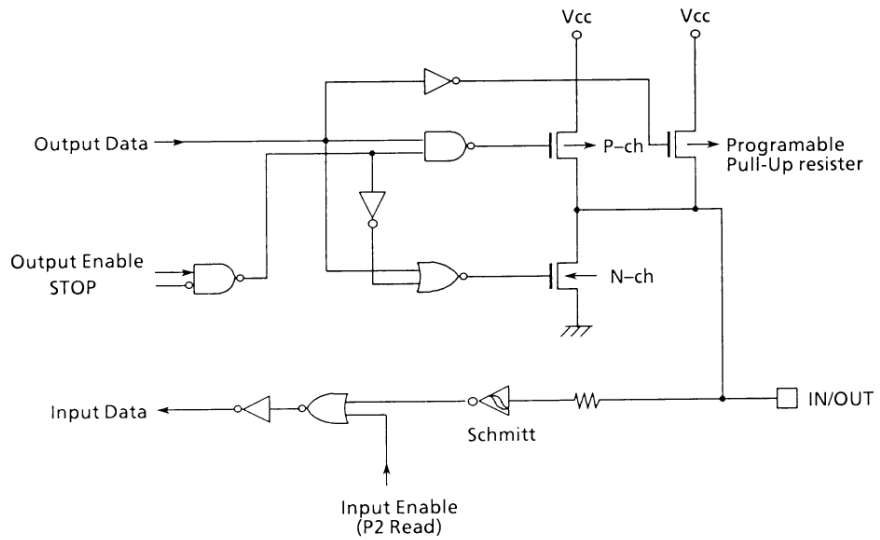 Vcc
Vcc
Output Data
P-ch
Programable
Pull-Up resister
Output Enable
STOP
N-ch
Input Data
Schmitt
IN/OUT
Input Enable
(P2 Read)